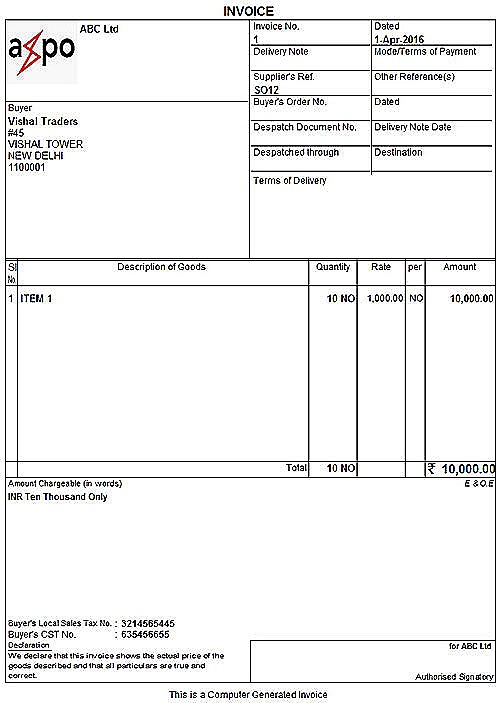 INVOICE
axpo
ABC Ltd
Invoice No.
1
Dated
1-Apr-2016
Delivery Note
Mode/Terms of Payment
Supplier's Ref.
SO12
Other Reference(s)
Buyer
Vishal Traders
#45
VISHAL TOWER
NEW DELHI
1100001
Buyer's Order No.
Dated
Despatch Document No.
Delivery Note Date
Despatched through
Destination
Terms of Delivery
Sl No. Description of Goods Quantity Rate per Amount
1 ITEM 1 10 NO 1,000.00 NO 10,000.00
Total 10 NO ₹ 10,000.00
Amount Chargeable (in words) E & O.E
INR Ten Thousand Only
Buyer's Local Sales Tax No. : 3214565445
Buyer's CST No. : 635456655
Declaration
We declare that this invoice shows the actual price of the
goods described and that all particulars are true and
correct.
for ABC Ltd
Authorised Signatory
This is a Computer Generated Invoice